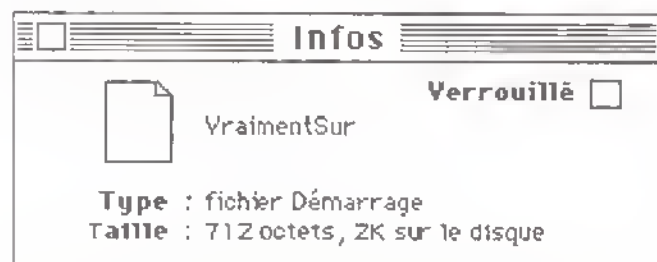 Infos
Verrouillé
VraimentSur
Type : fichier Démarrage
Taille : 712 octets, 2K sur le disque